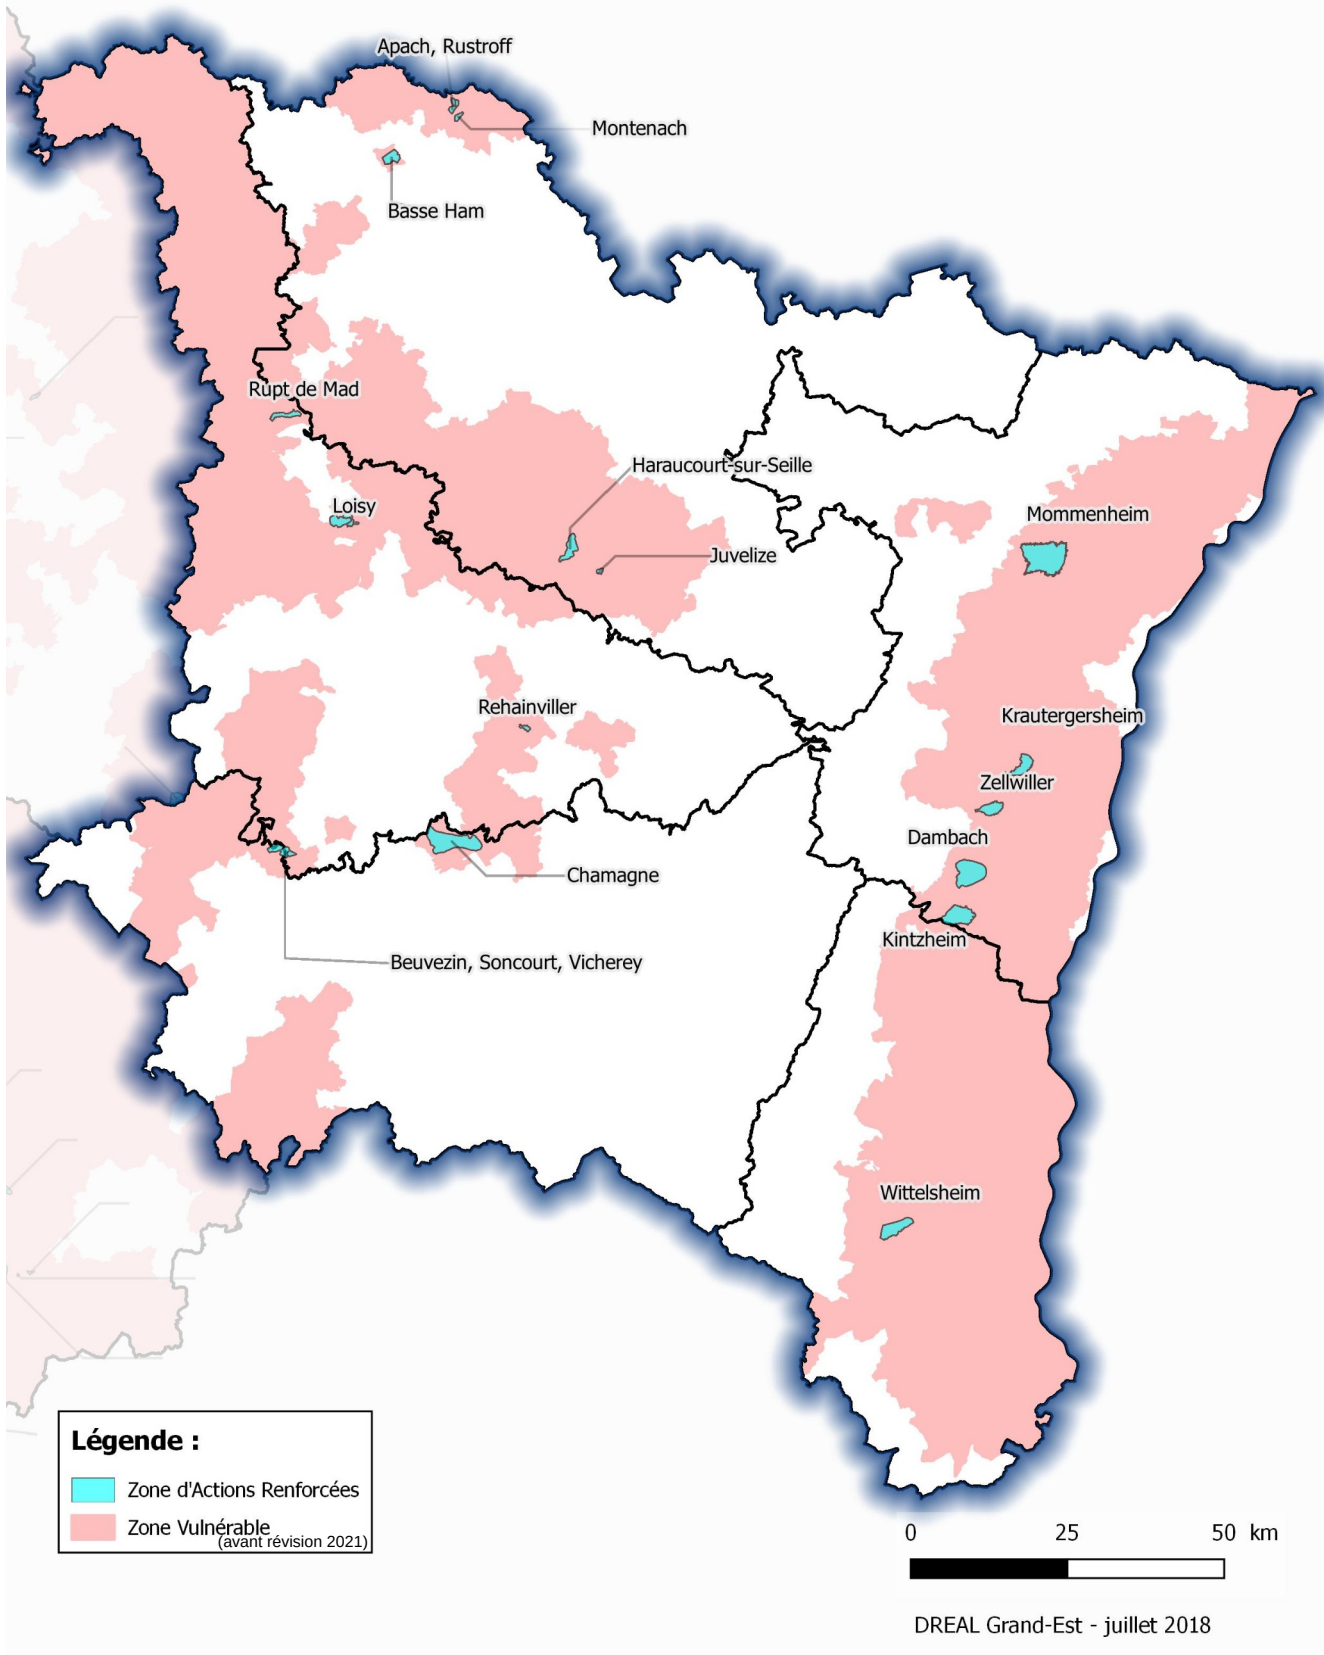 Apach, Rustroff
Montenach
Basse Ham
Rupt de Mad
Haraucourt-sur-Seille
Loisy
Mommenheim
Juvelize
Rehainviller
Krautergersheim
Zellwiller
Dambach
Chamagne
Kintzheim
Beuvezin, Soncourt, Vicherey
Wittelsheim
Légende :
Zone d'Actions Renforcées
Zone Vulnérable
(avant révision 2021)
0 25 50 km
DREAL Grand-Est - juillet 2018